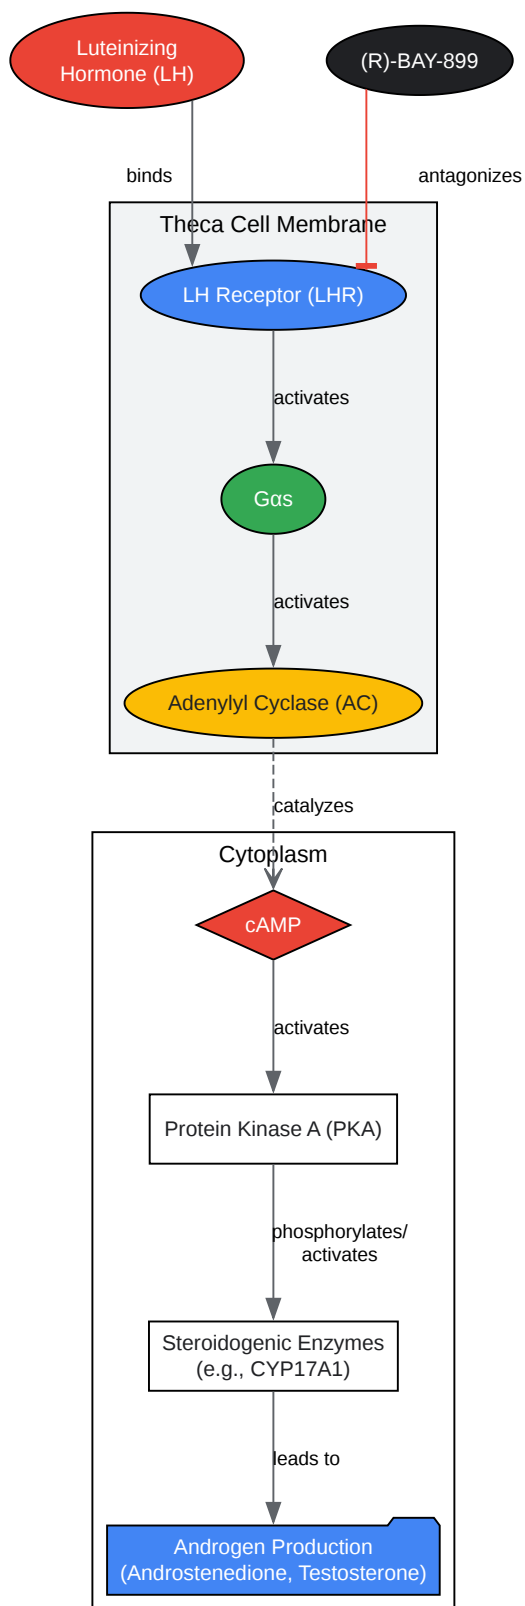 Luteinizing
Hormone (LH)
(R)-BAY-899
binds
antagonizes
Theca Cell Membrane
LH Receptor (LHR)
activates
Gαs
activates
Adenylyl Cyclase (AC)
catalyzes
Cytoplasm
cAMP
activates
Protein Kinase A (PKA)
phosphorylates/
activates
Steroidogenic Enzymes
(e.g., CYP17A1)
leads to
Androgen Production
(Androstenedione, Testosterone)